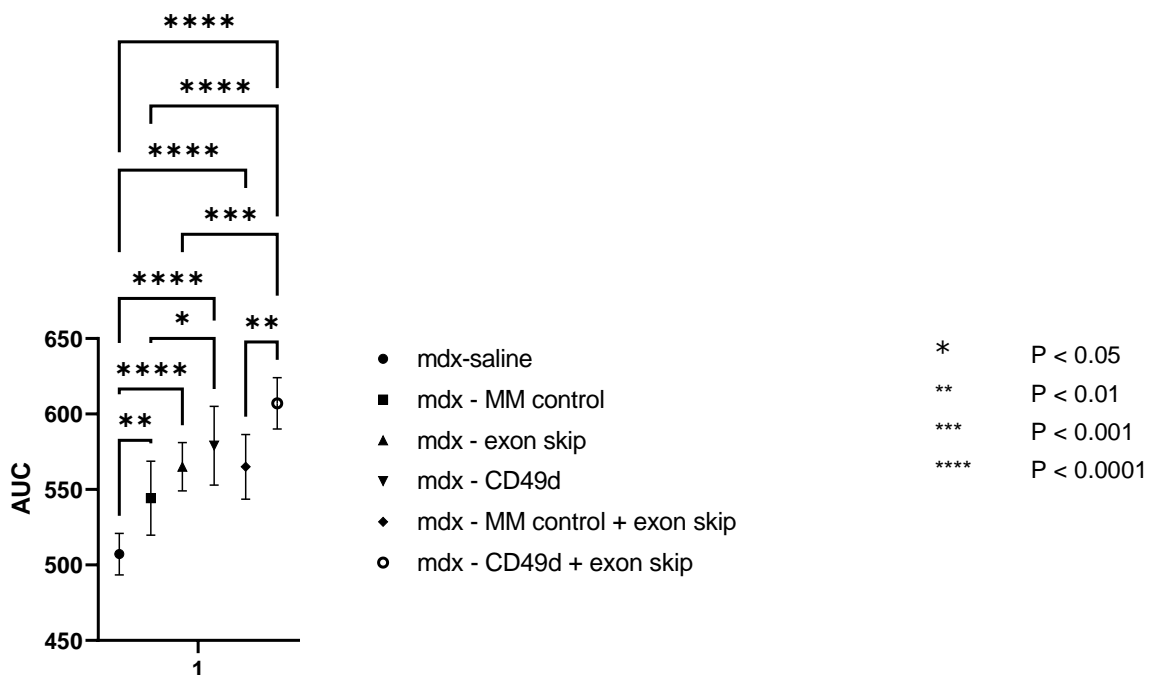 ****
****
****
***
****
*
**
****
**
650
600
550
500
450
AUC
1
mdx-saline
mdx - MM control
mdx - exon skip
mdx - CD49d
mdx - MM control + exon skip
mdx - CD49d + exon skip
* P < 0.05
** P < 0.01
*** P < 0.001
**** P < 0.0001